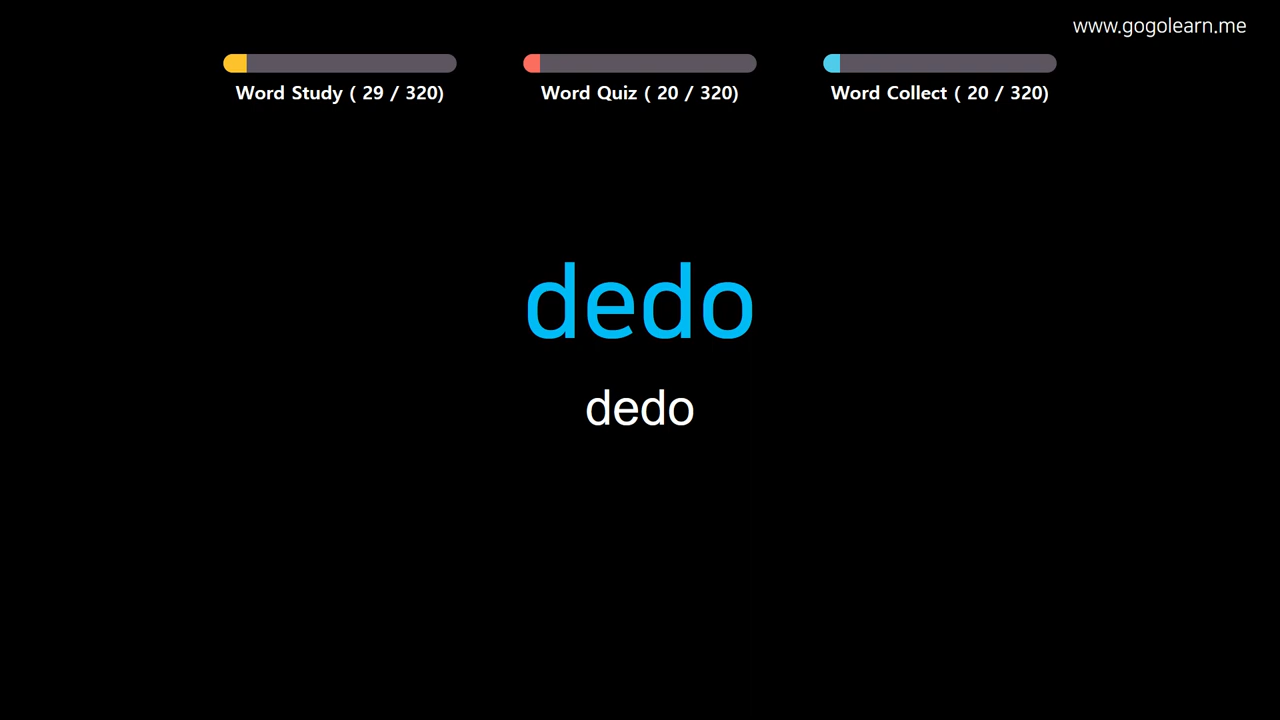 www.gogolearn.me
Word Study ( 29 / 320)
Word Quiz ( 20 / 320)
Word Collect ( 20 / 320)
dedo
dedo